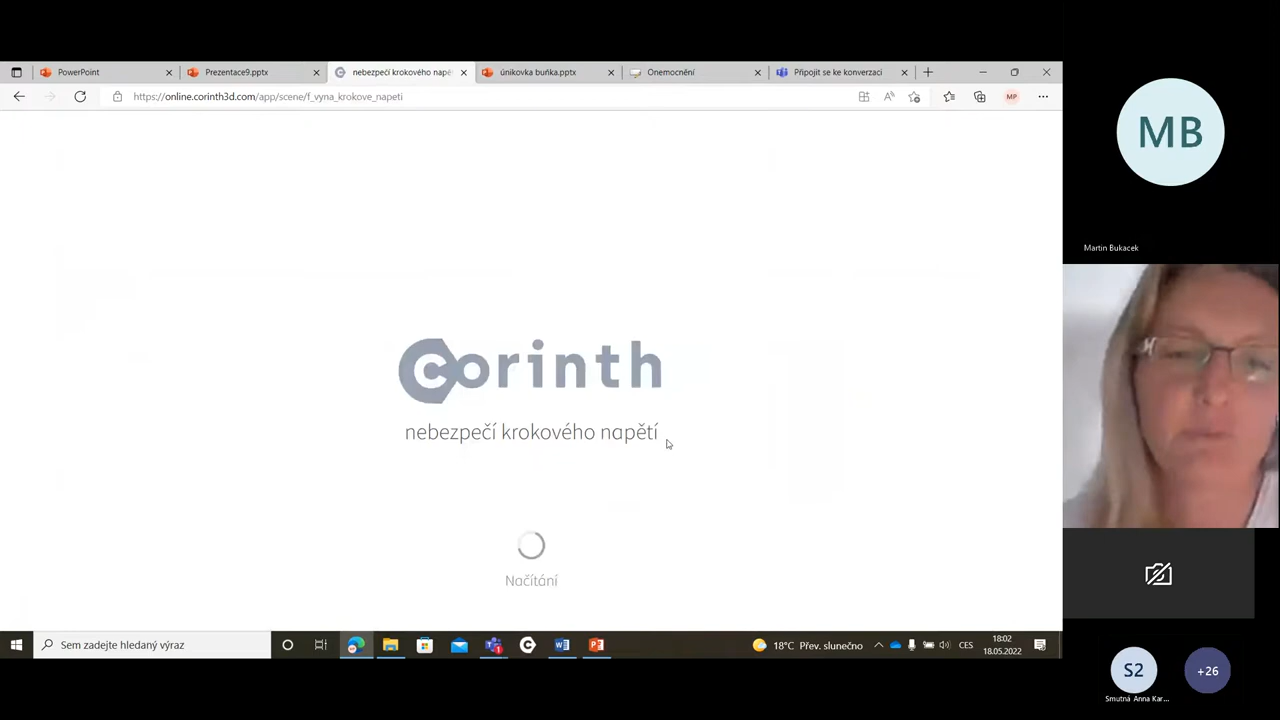 PowerPoint
Prezentace9.pptx
nebezpečí krokového napě
únikovka buňka.pptx
Onemocnění
Připojit se ke konverzaci
https://online.corinth3d.com/app/scene/f_vyna_krokove_napeti
MP
corinth
nebezpečí krokového napětí
Načítání
Sem zadejte hledaný výraz
18°C Přev. slunečno
CES
18:02
18.05.2022
MB
Martin Bukacek
S2
+26
Smutná Anna Kar...